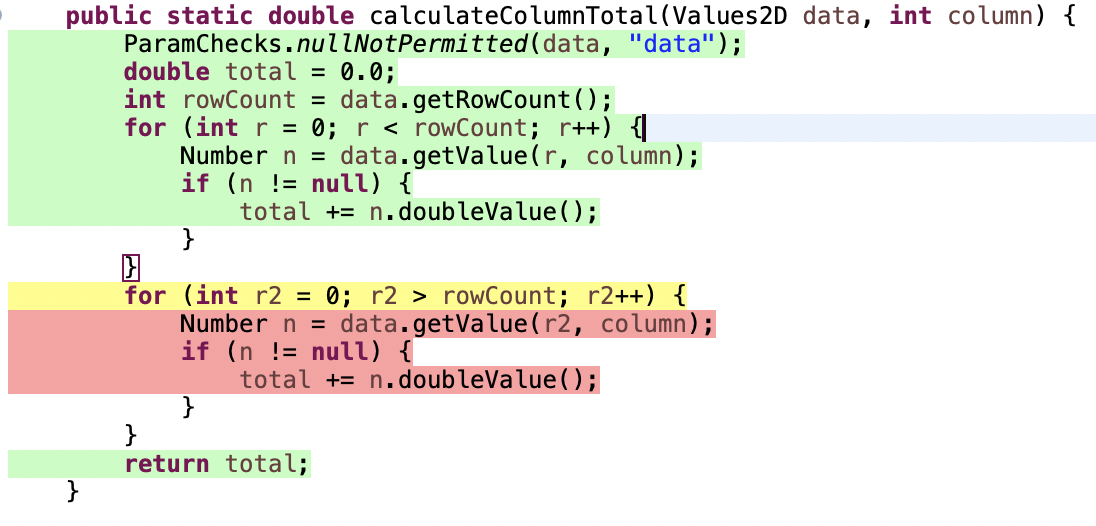 public static double calculateColumnTotal(Values2D data, int column) {
ParamChecks.nullNotPermitted(data, "data");
double total = 0.0;
int rowCount = data.getRowCount();
for (int r = 0; r < rowCount; r++) {
Number n = data.getValue(r, column);
if (n != null) {
total += n.doubleValue();
}
}
for (int r2 = 0; r2 > rowCount; r2++) {
Number n = data.getValue(r2, column);
if (n != null) {
total += n.doubleValue();
}
}
return total;
}